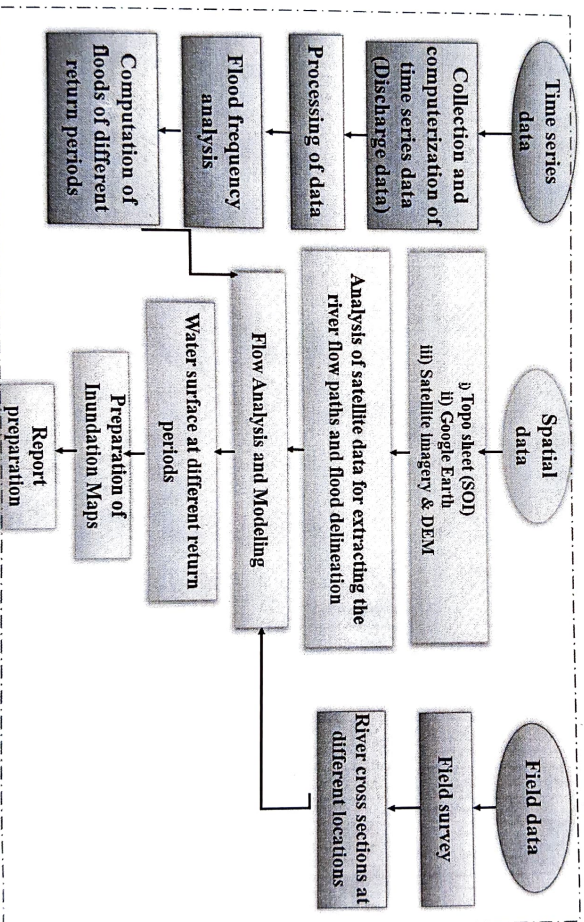 Time series
data
Collection and
computerization of
time series data
(Discharge data)
Processing of data
Flood frequency
analysis
Computation of
floods of different
return periods
Spatial
data
i) Topo sheet (SOI)
ii) Google Earth
iii) Satellite imagery & DEM
Analysis of satellite data for extracting the
river flow paths and flood delineation
Flow Analysis and Modeling
Water surface at different return
periods
Preparation of
Inundation Maps
Report
preparation
Field data
Field survey
River cross sections at
different locations